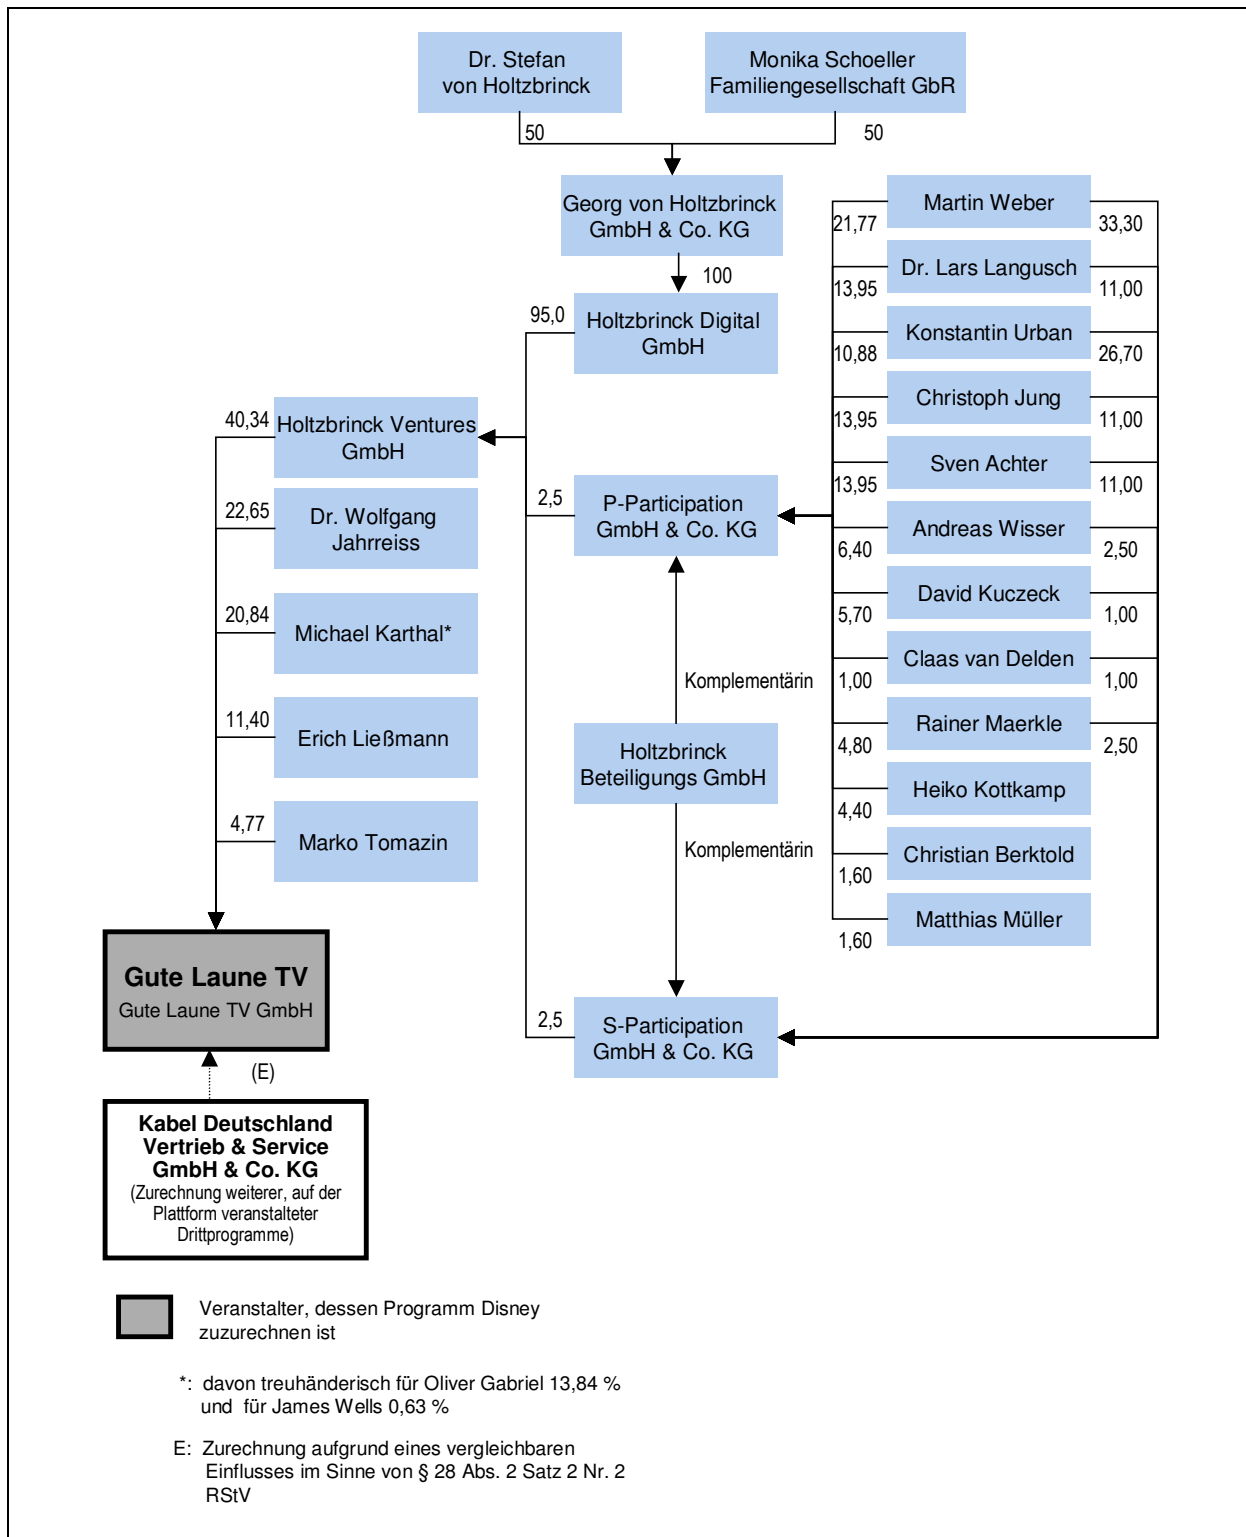 Dr. Stefan
von Holtzbrinck
Monika Schoeller
Familiengesellschaft GbR
50
50
Georg von Holtzbrinck
GmbH & Co. KG
100
95,0
Holtzbrinck Digital
GmbH
40,34
Holtzbrinck Ventures
GmbH
22,65
Dr. Wolfgang
Jahrreiss
20,84
Michael Karthal*
11,40
Erich Ließmann
4,77
Marko Tomazin
2,5
P-Participation
GmbH & Co. KG
Komplementärin
Holtzbrinck
Beteiligungs GmbH
Komplementärin
2,5
S-Participation
GmbH & Co. KG
Martin Weber
21,77
33,30
Dr. Lars Langusch
13,95
11,00
Konstantin Urban
10,88
26,70
Christoph Jung
13,95
11,00
Sven Achter
13,95
11,00
Andreas Wisser
6,40
2,50
David Kuczeck
5,70
1,00
Claas van Delden
1,00
1,00
Rainer Maerkle
4,80
2,50
Heiko Kottkamp
4,40
Christian Berktold
1,60
Matthias Müller
1,60
Gute Laune TV
Gute Laune TV GmbH
(E)
Kabel Deutschland
Vertrieb & Service
GmbH & Co. KG
(Zurechnung weiterer, auf der
Plattform veranstalteter
Drittprogramme)
Veranstalter, dessen Programm Disney
zuzurechnen ist
*: davon treuhänderisch für Oliver Gabriel 13,84 %
und für James Wells 0,63 %
E: Zurechnung aufgrund eines vergleichbaren
Einflusses im Sinne von § 28 Abs. 2 Satz 2 Nr. 2
RStV